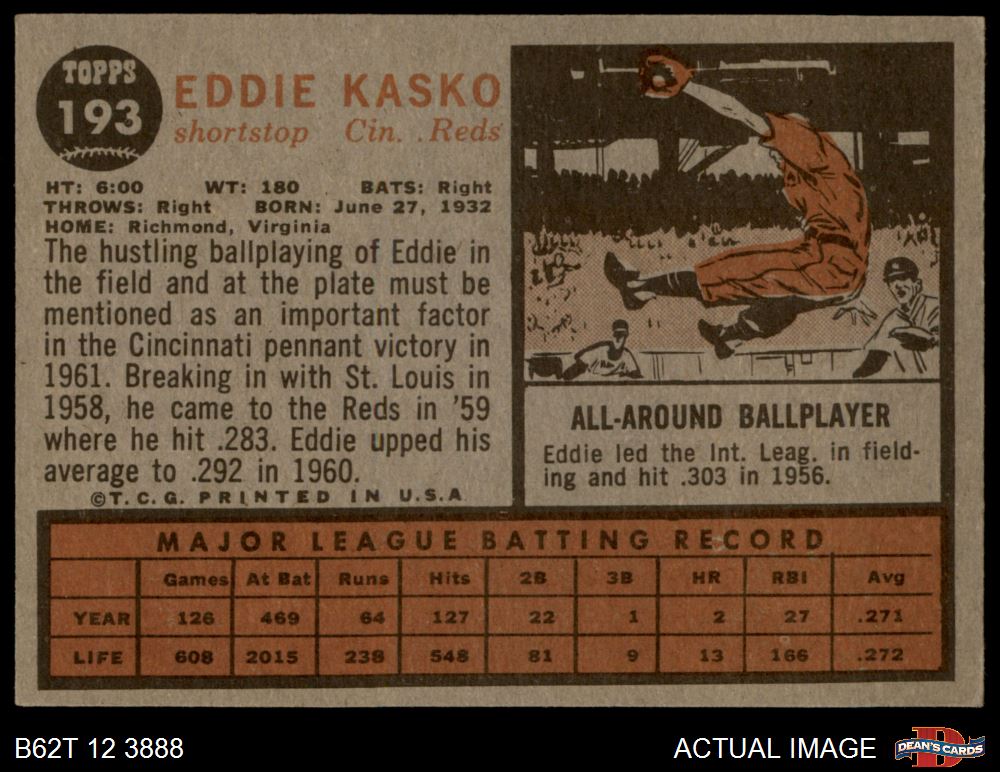 TOPPS
193
EDDIE KASKO
shortstop Cin. Reds
HT: 6:00 WT: 180 BATS: Right
THROWS: Right BORN: June 27, 1932
HOME: Richmond, Virginia
The hustling ballplaying of Eddie in
the field and at the plate must be
mentioned as an important factor
in the Cincinnati pennant victory in
1961. Breaking in with St. Louis in
1958, he came to the Reds in '59
where he hit .283. Eddie upped his
average to .292 in 1960.
©T. C. G. PRINTED IN U.S.A
ALL-AROUND BALLPLAYER
Eddie led the Int. Leag. in field-
ing and hit .303 in 1956.
MAJOR LEAGUE BATTING RECORD
Games At Bat Runs Hits 2B 3B HR RBI Avg
YEAR 126 469 64 127 22 1 2 27 .271
LIFE 608 2015 238 548 81 9 13 166 .272
B62T 12 3888
ACTUAL IMAGE
D
DEAN'S CARDS